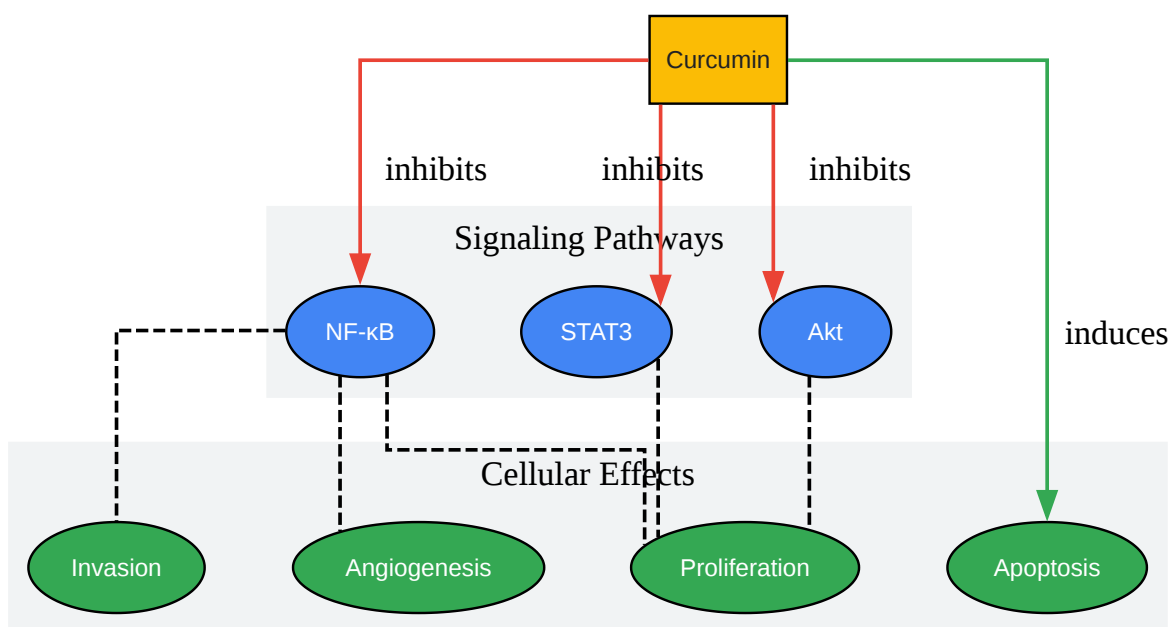 Curcumin
inhibits
inhibits
inhibits
Signaling Pathways
NF-κB
STAT3
Akt
induces
Cellular Effects
Invasion
Angiogenesis
Proliferation
Apoptosis